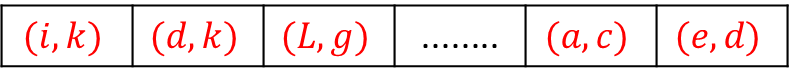 (i, k) (d, k) (L, g) ........ (a, c) (e, d)